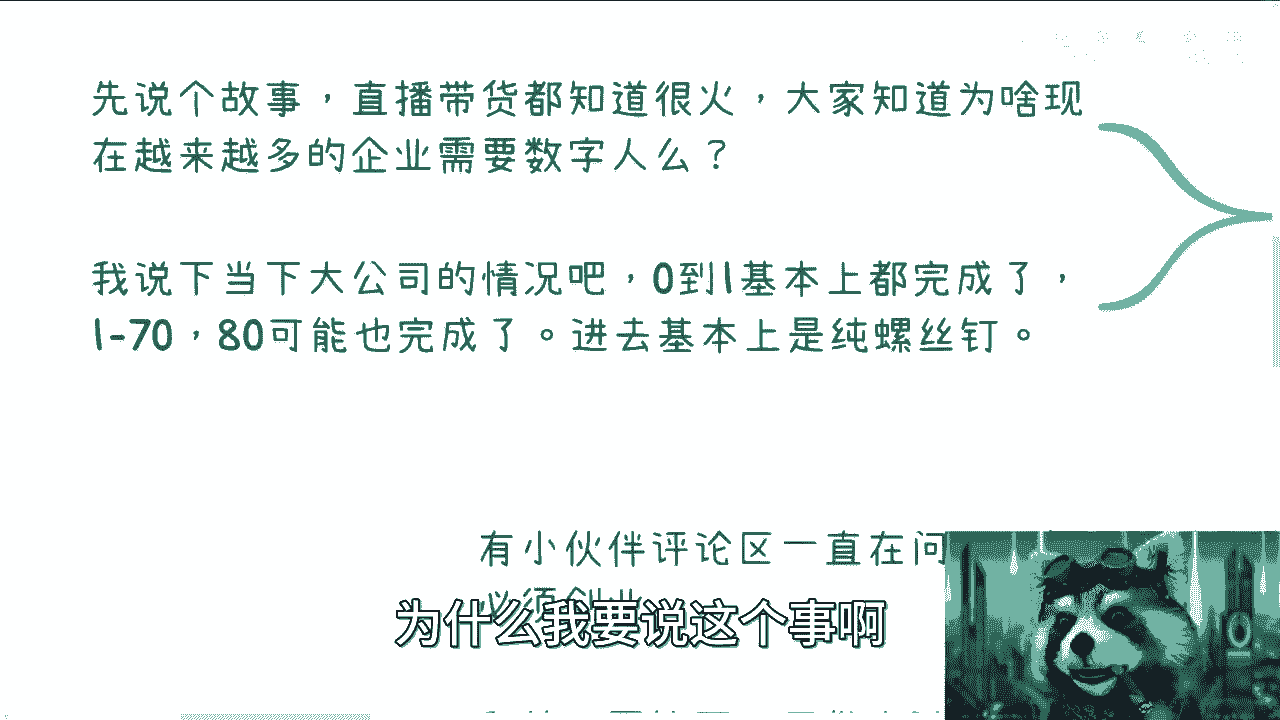 先说个故事，直播带货都知道很火，大家知道为啥现
在越来越多的企业需要数字人么？
我说下当下大公司的情况吧，0到1基本上都完成了，
1-70，80可能也完成了。进去基本上是纯螺丝钉。
有小伙伴评论区一直在问
必须创业
为什么我要说这个事啊